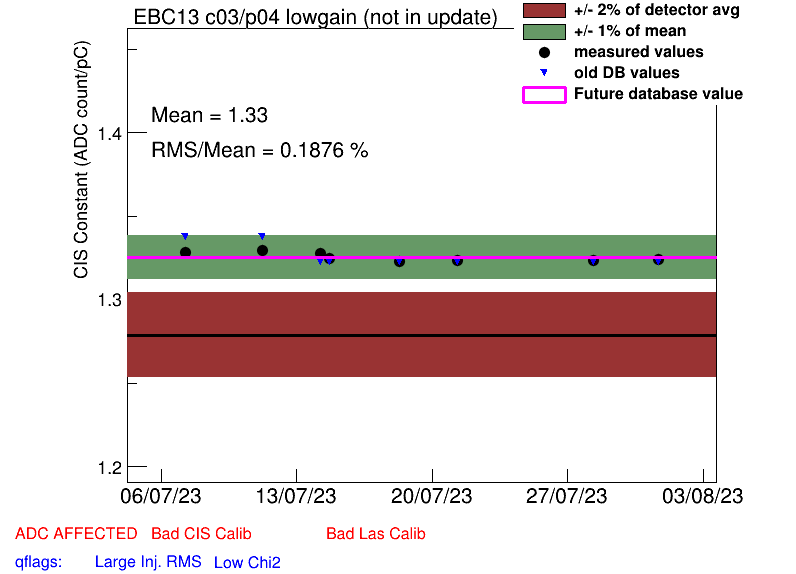 EBC13 c03/p04 lowgain (not in update)
+/- 2% of detector avg
+/- 1% of mean
measured values
old DB values
Future database value
CIS Constant (ADC count/pC)
Mean = 1.33
RMS/Mean = 0.1876 %
1.4
1.3
1.2
06/07/23 13/07/23 20/07/23 27/07/23 03/08/23
ADC AFFECTED Bad CIS Calib Bad Las Calib
qflags: Large Inj. RMS Low Chi2